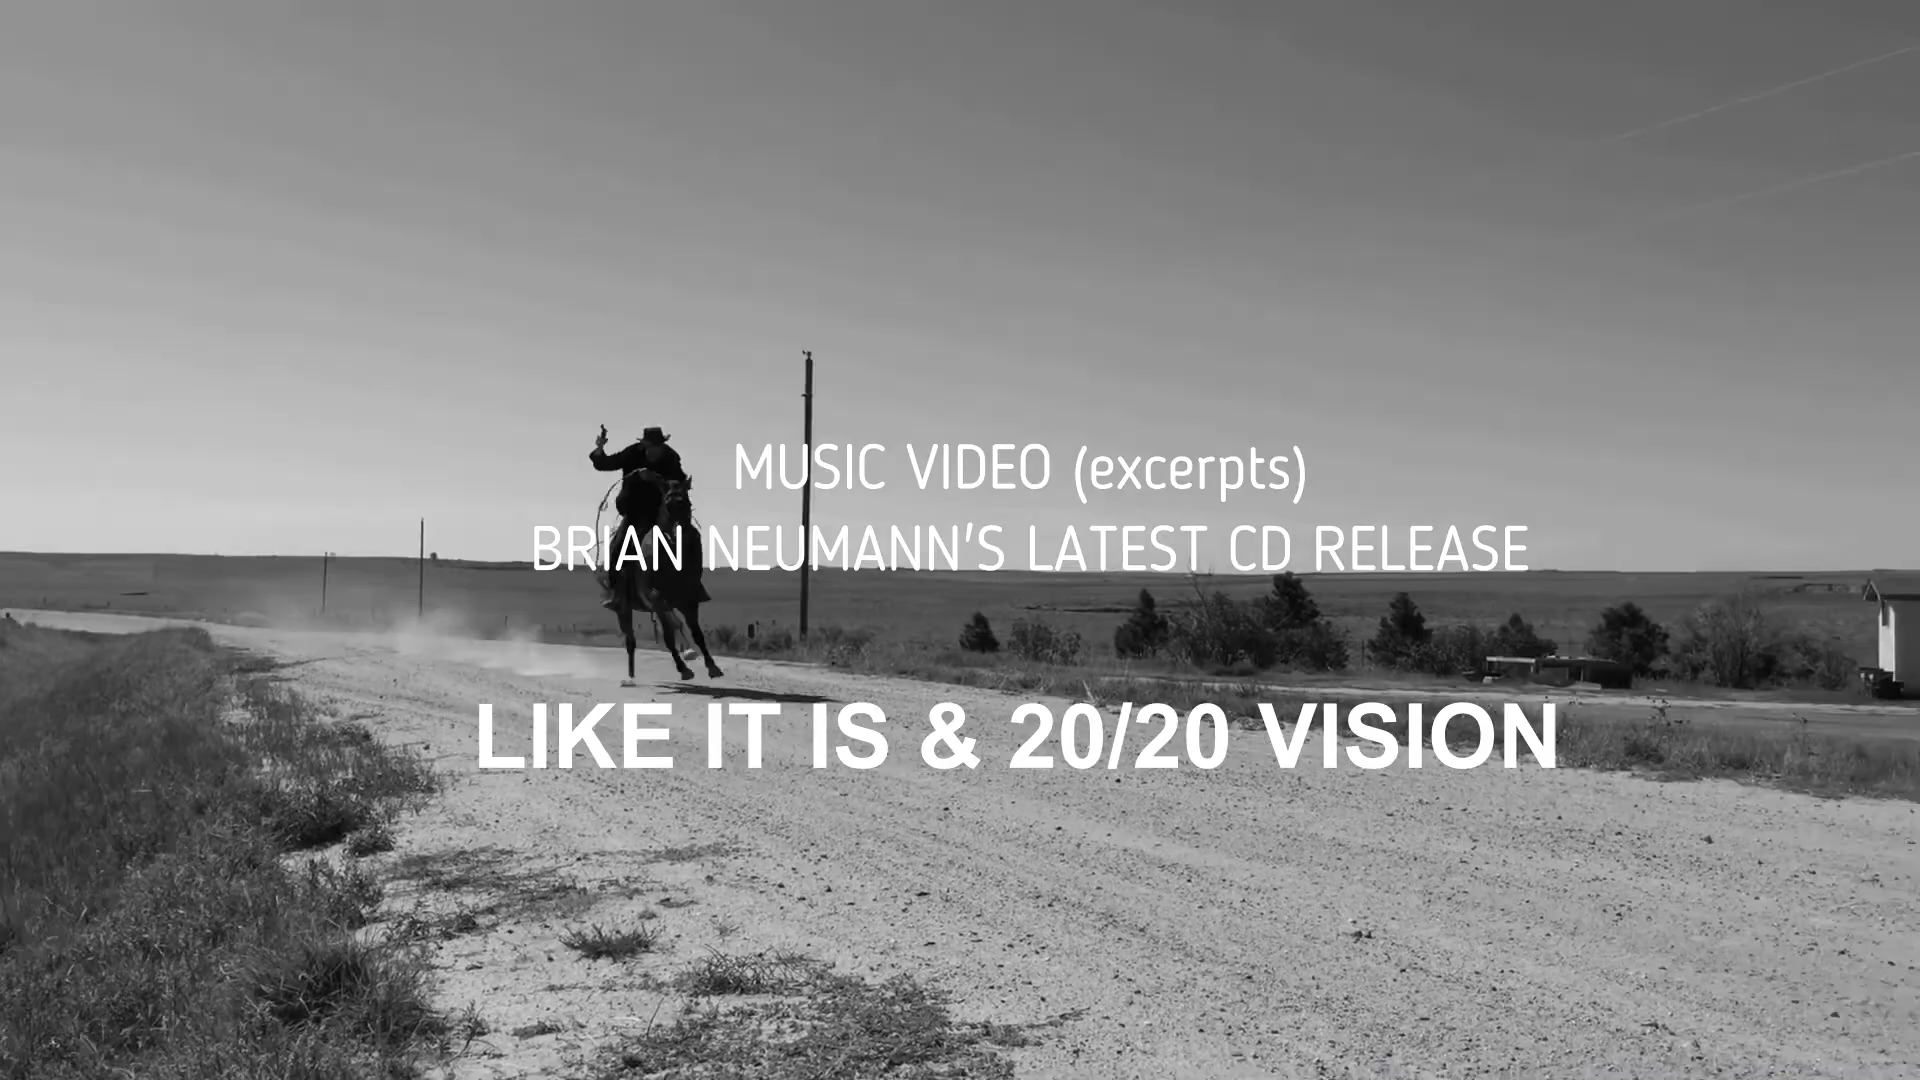 MUSIC VIDEO (excerpts)
BRIAN NEUMANN'S LATEST CD RELEASE
LIKE IT IS & 20/20 VISION